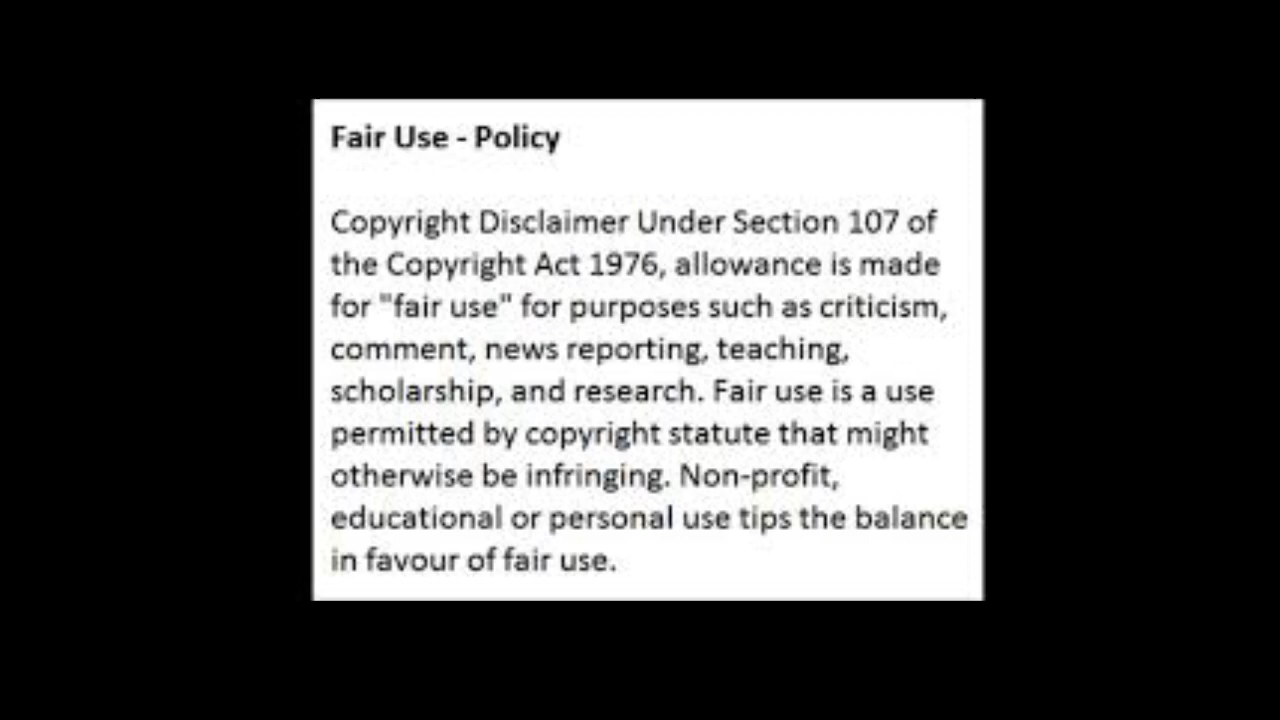 Fair Use - Policy
Copyright Disclaimer Under Section 107 of
the Copyright Act 1976, allowance is made
for "fair use" for purposes such as criticism,
comment, news reporting, teaching,
scholarship, and research. Fair use is a use
permitted by copyright statute that might
otherwise be infringing. Non-profit,
educational or personal use tips the balance
in favour of fair use.